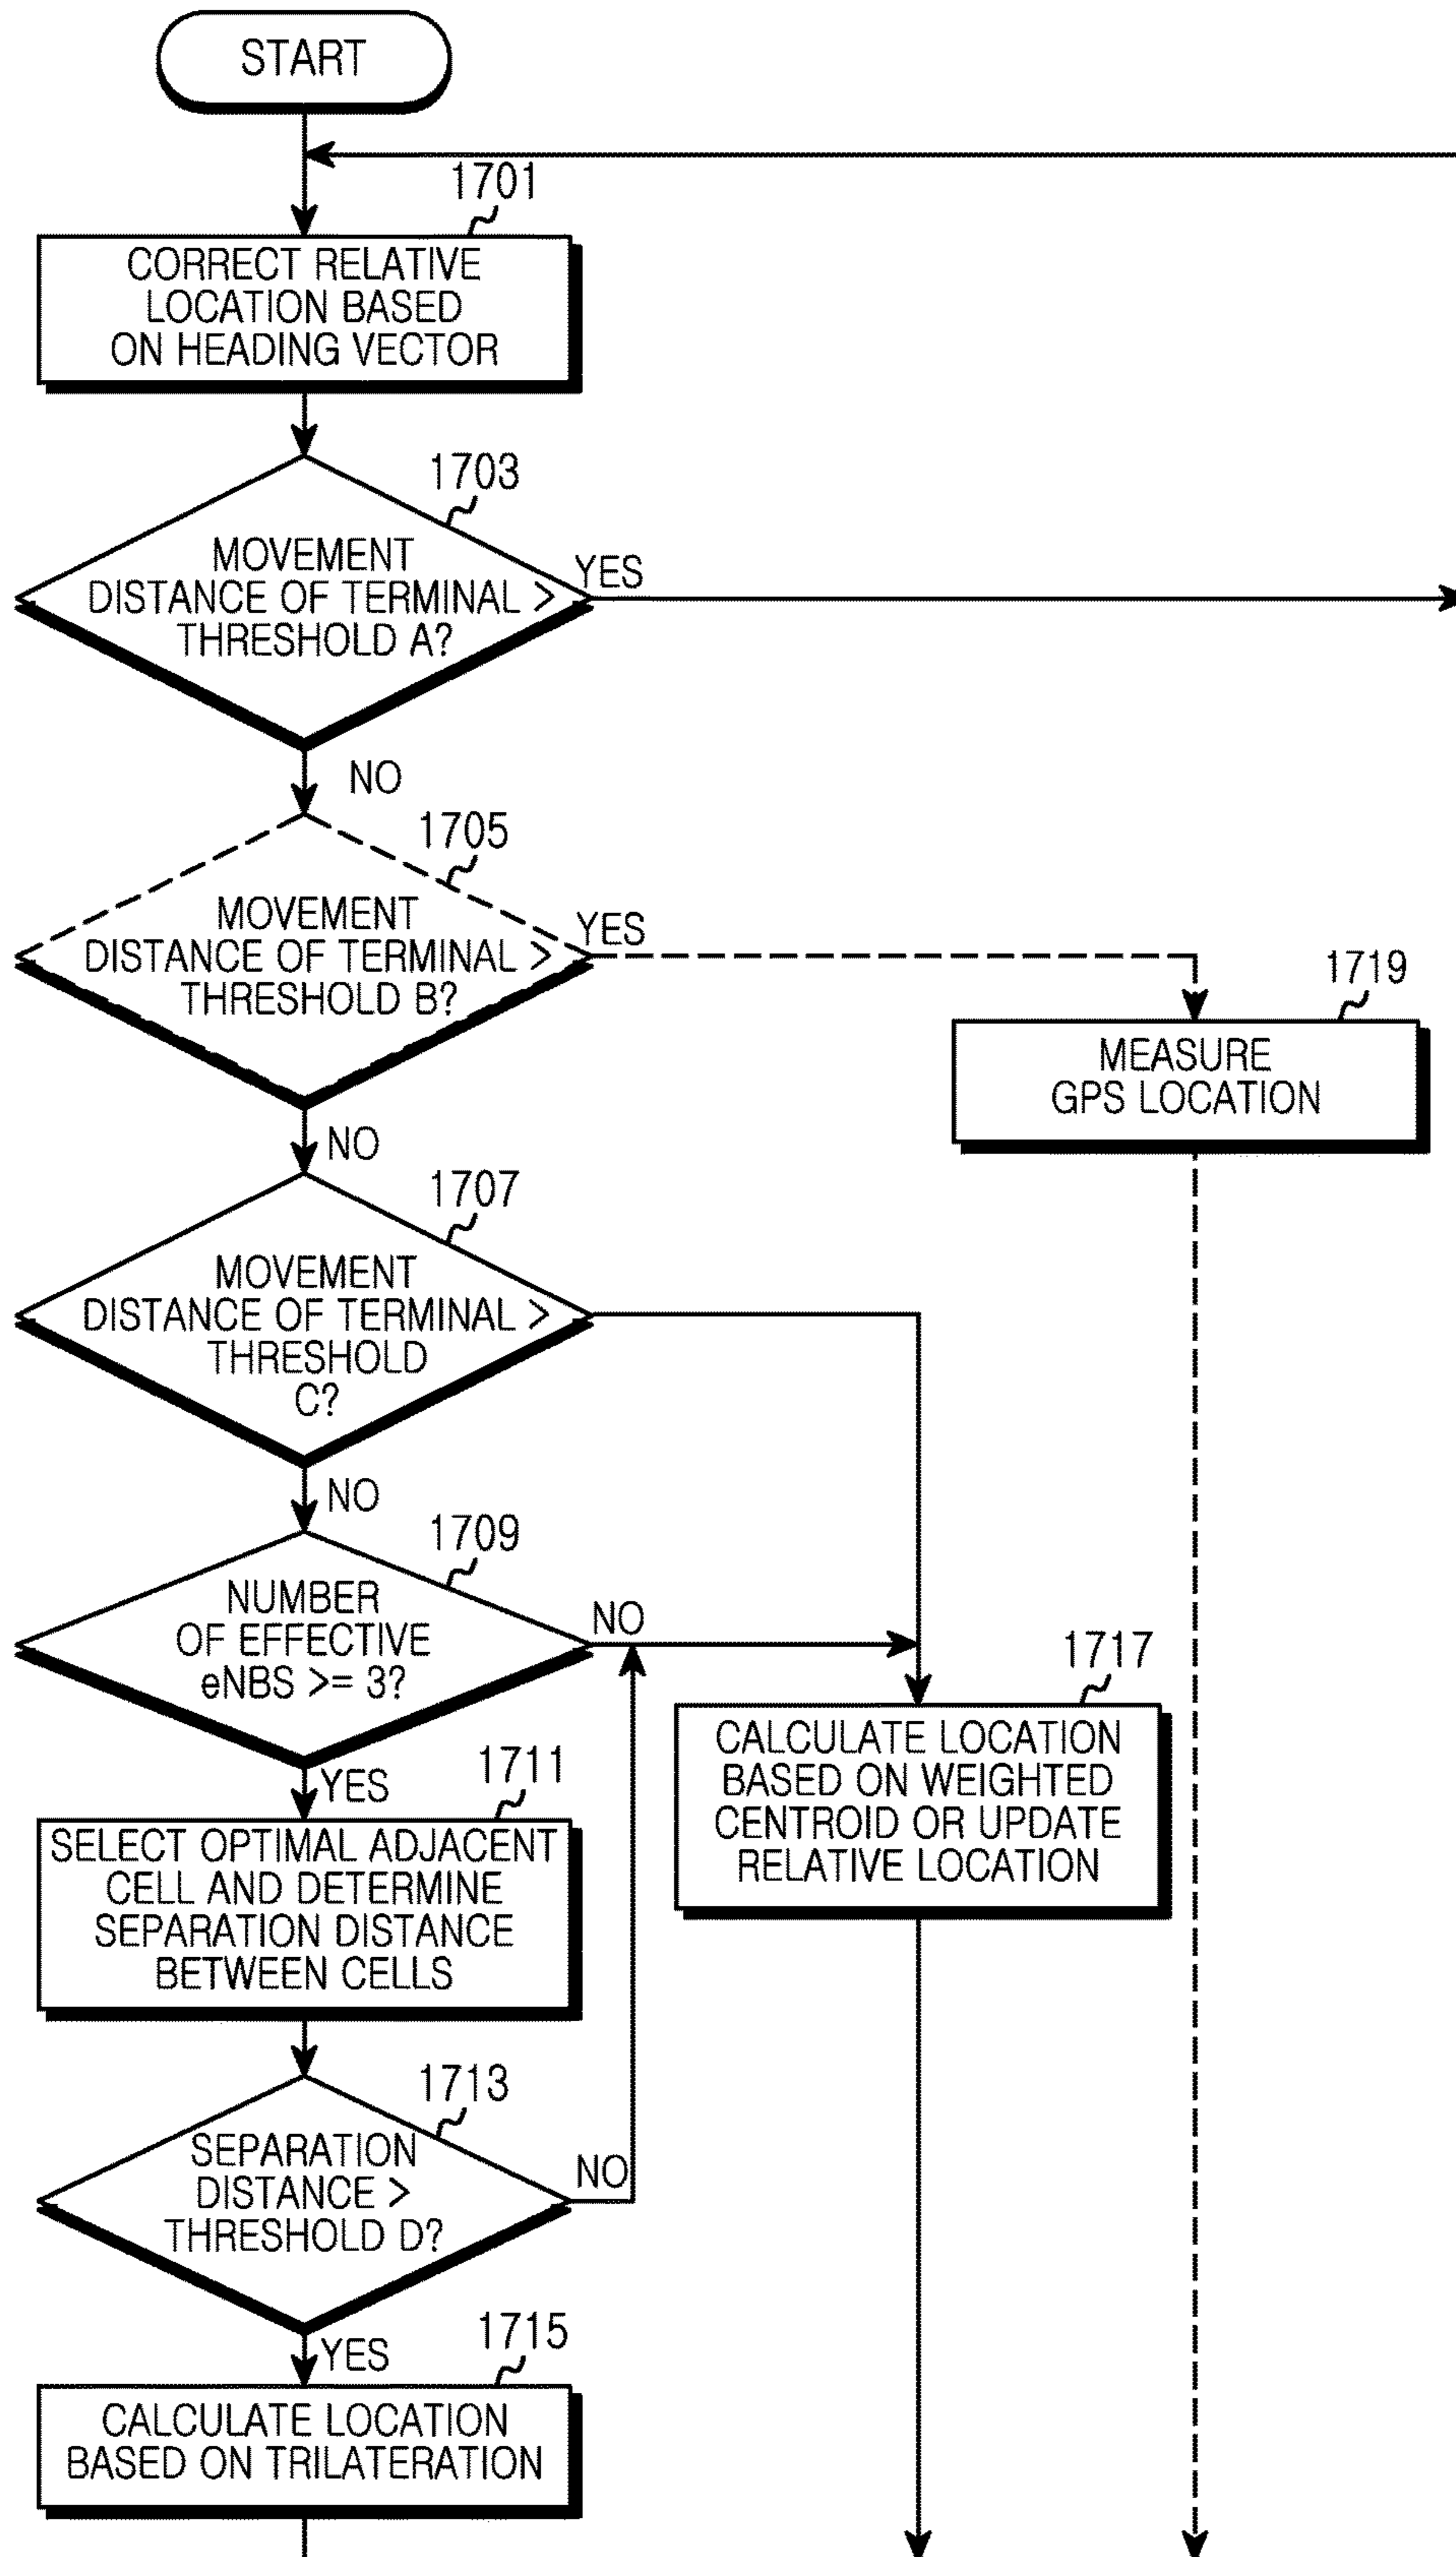 START
1701
CORRECT RELATIVE
LOCATION BASED
ON HEADING VECTOR
1703
MOVEMENT
DISTANCE OF TERMINAL >
THRESHOLD A?
YES
NO
1705
MOVEMENT
DISTANCE OF TERMINAL >
THRESHOLD B?
YES
1719
MEASURE
GPS LOCATION
NO
1707
MOVEMENT
DISTANCE OF TERMINAL >
THRESHOLD
C?
NO
1709
NUMBER
OF EFFECTIVE
eNBS >= 3?
NO
1717
CALCULATE LOCATION
BASED ON WEIGHTED
CENTROID OR UPDATE
RELATIVE LOCATION
YES
1711
SELECT OPTIMAL ADJACENT
CELL AND DETERMINE
SEPARATION DISTANCE
BETWEEN CELLS
1713
SEPARATION
DISTANCE >
THRESHOLD D?
NO
YES
1715
CALCULATE LOCATION
BASED ON TRILATERATION